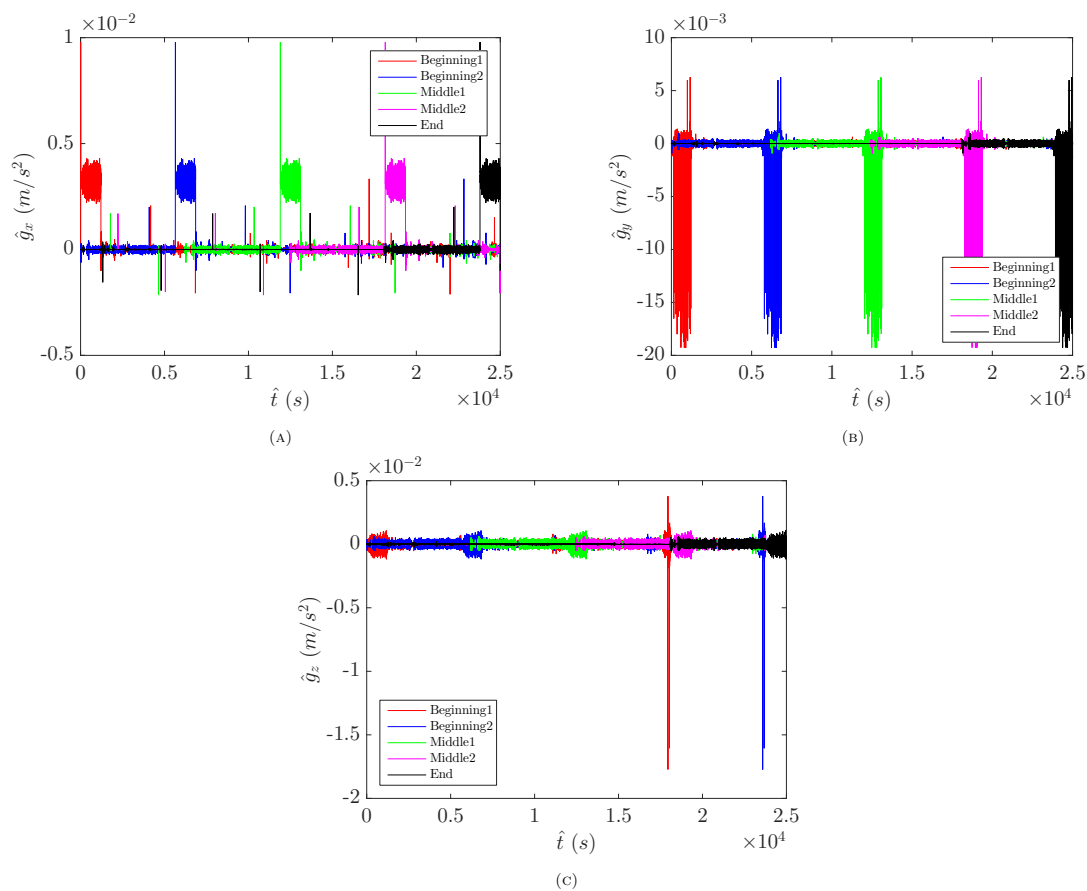 ×10⁻²
1
0.5
0
-0.5
ĝₓ (m/s²)
0 0.5 1 1.5 2 2.5
×10⁴
t̂ (s)
Beginning1
Beginning2
Middle1
Middle2
End
(A)
×10⁻³
10
5
0
-5
-10
-15
-20
ĝ_y (m/s²)
0 0.5 1 1.5 2 2.5
×10⁴
t̂ (s)
Beginning1
Beginning2
Middle1
Middle2
End
(B)
×10⁻²
0.5
0
-0.5
-1
-1.5
-2
ĝ_z (m/s²)
0 0.5 1 1.5 2 2.5
×10⁴
t̂ (s)
Beginning1
Beginning2
Middle1
Middle2
End
(C)